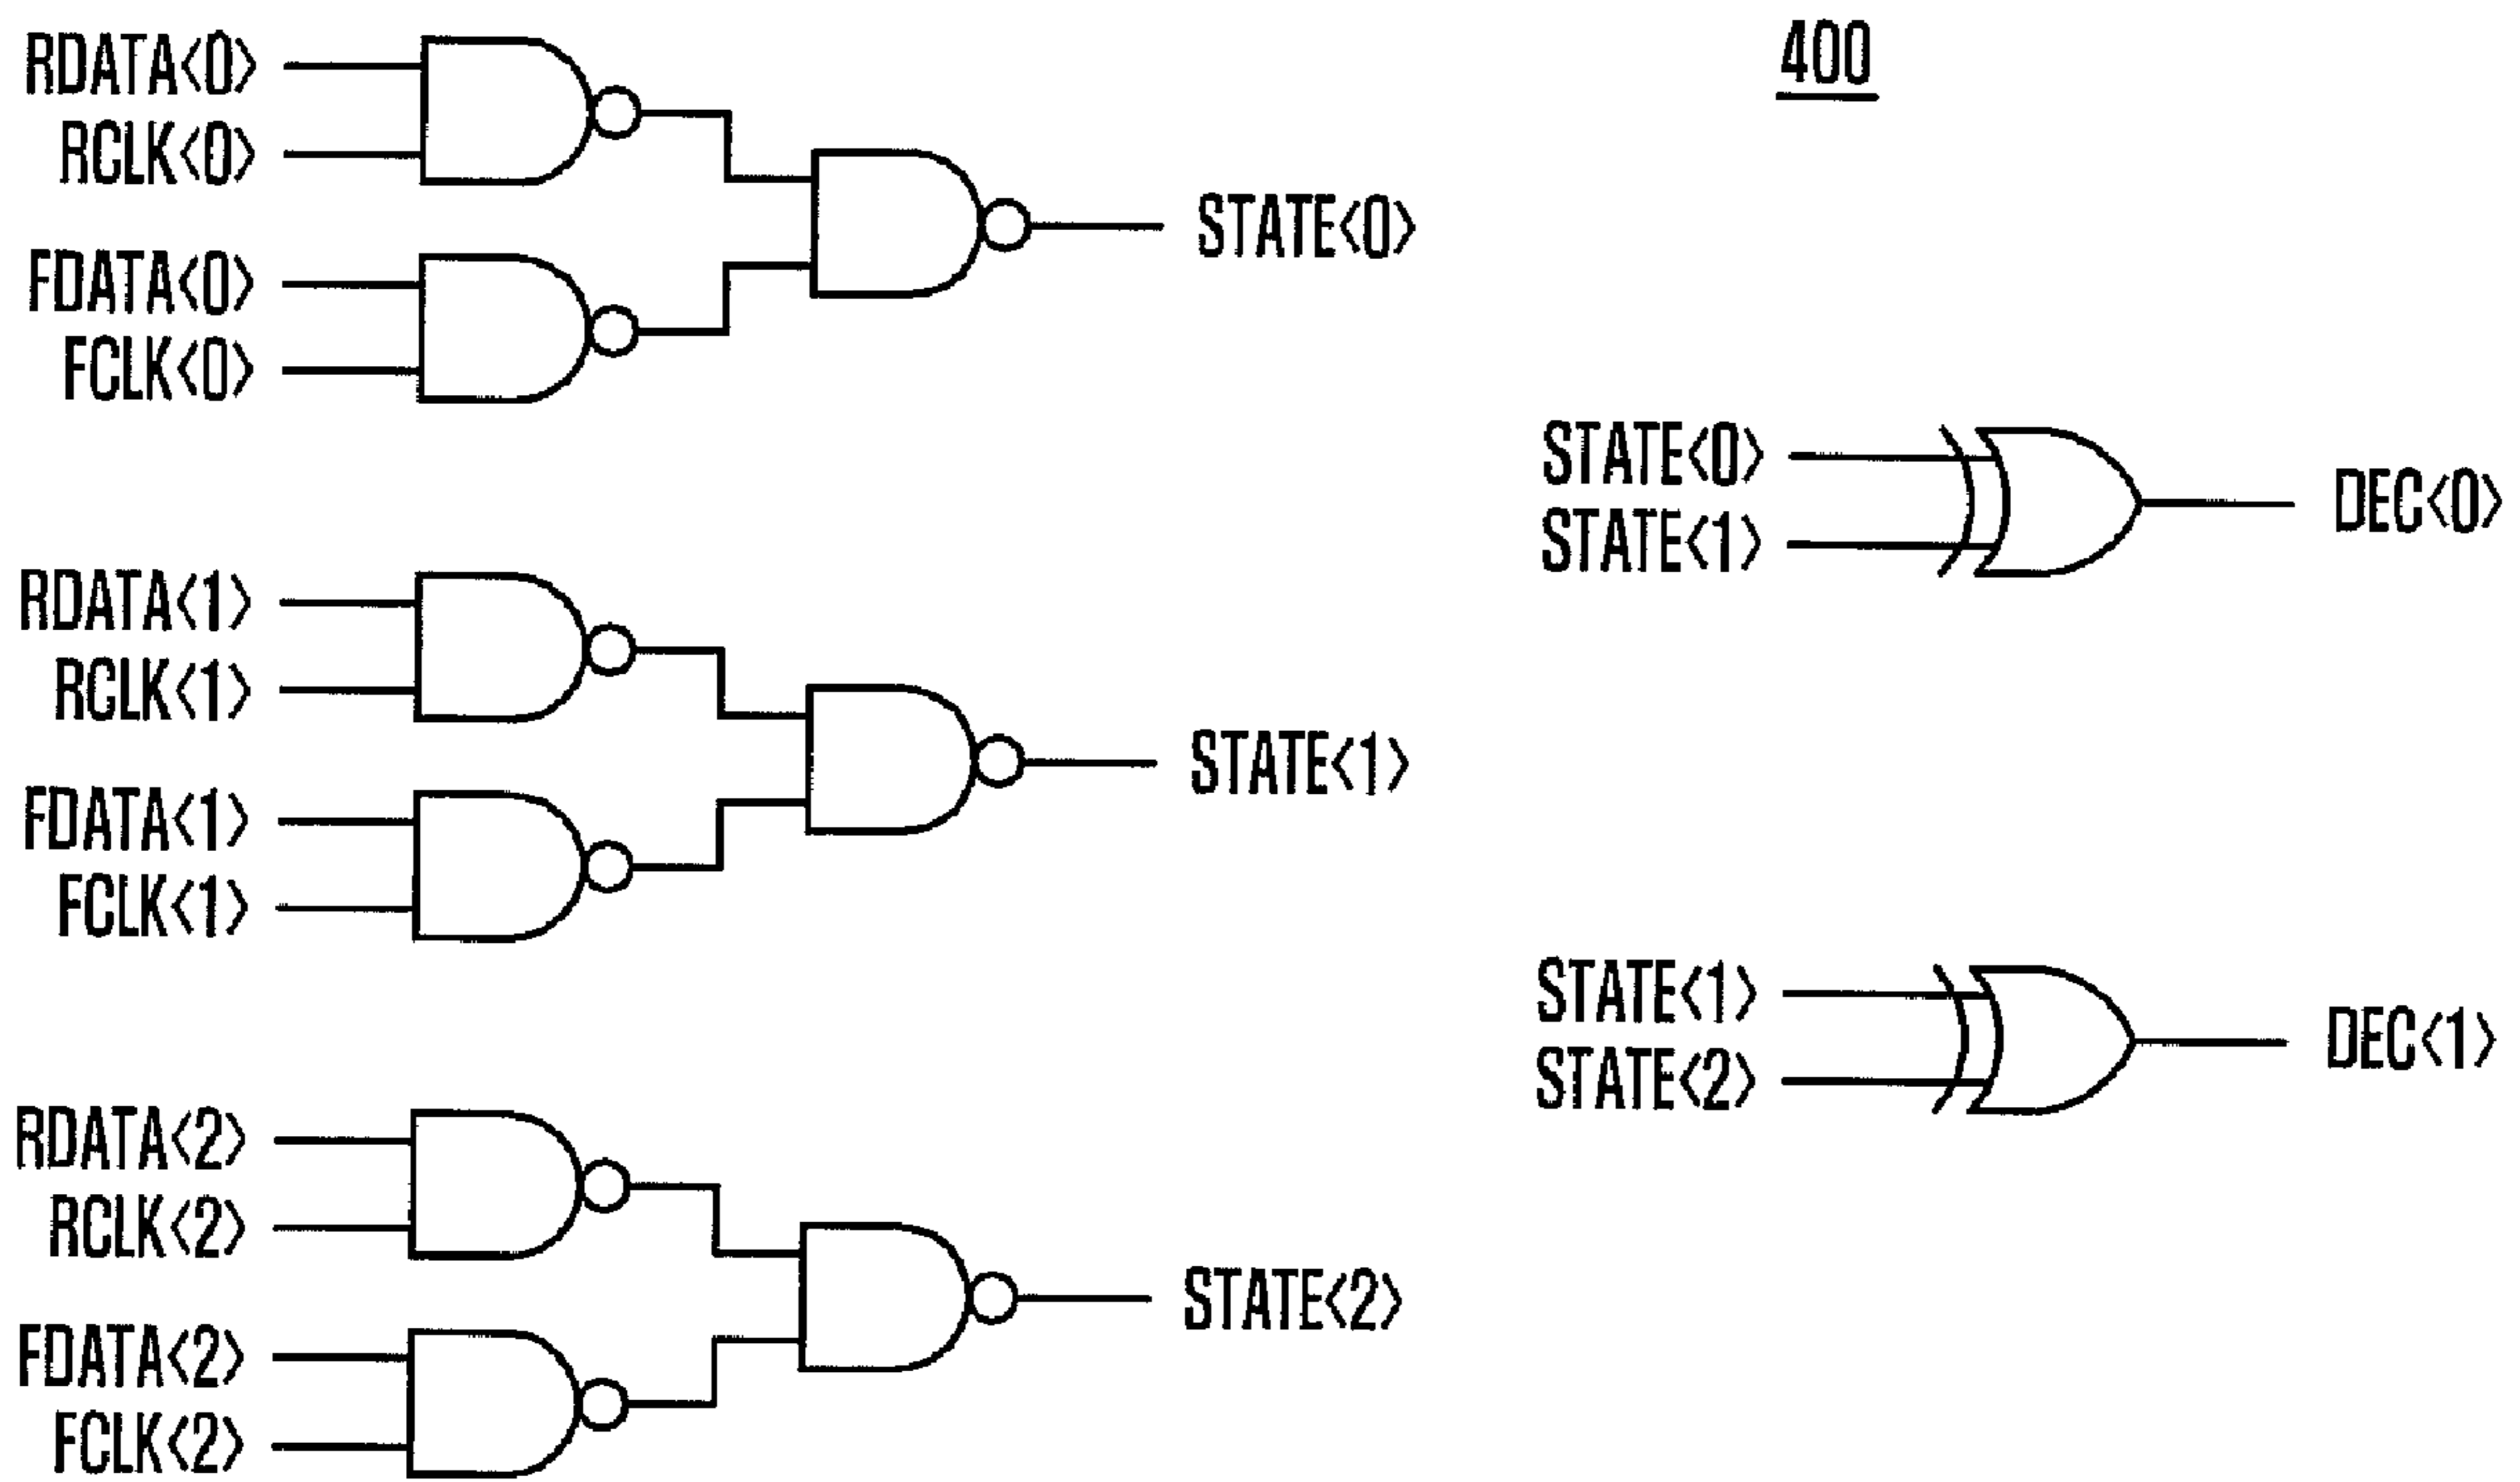 400
RDATA<0>
RCLK<0>
STATE<0>
FDATA<0>
FCLK<0>
RDATA<1>
RCLK<1>
STATE<1>
FDATA<1>
FCLK<1>
RDATA<2>
RCLK<2>
STATE<2>
FDATA<2>
FCLK<2>
STATE<0>
STATE<1>
DEC<0>
STATE<1>
STATE<2>
DEC<1>